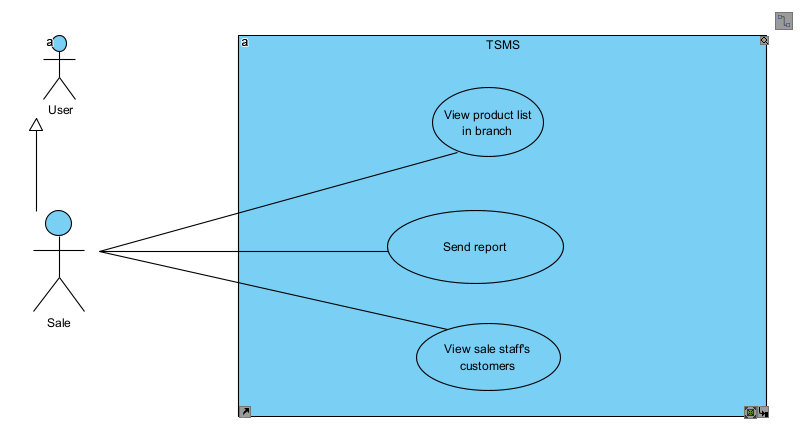 a
User
Sale
a
TSMS
View product list
in branch
Send report
View sale staff's
customers